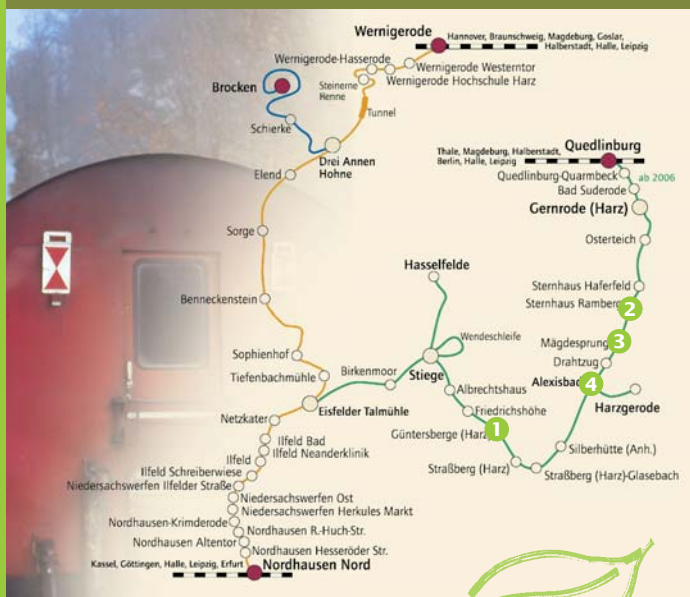 Wernigerode
Hannover, Braunschweig, Magdeburg, Goslar,
Halberstadt, Halle, Leipzig
Wernigerode-Hasserode
Wernigerode Westerntor
Wernigerode Hochschule Harz
Steinerne
Renne
Tunnel
Brocken
Schierke
Drei Annen
Hohne
Elend
Sorge
Benneckenstein
Sophienhof
Tiefenbachmühle
Birkenmoor
Eisfelder Talmühle
Netzkater
Ilfeld Bad
Ilfeld Neanderklinik
Ilfeld
Ilfeld Schreiberwiese
Niedersachswerfen Ilfelder Straße
Niedersachswerfen Ost
Niedersachswerfen Herkules Markt
Nordhausen-Krimderode
Nordhausen R.-Huch-Str.
Nordhausen Altentor
Nordhausen Hesseröder Str.
Kassel, Göttingen, Halle, Leipzig, Erfurt
Nordhausen Nord
Quedlinburg
Thale, Magdeburg, Halberstadt,
Berlin, Halle, Leipzig
Quedlinburg-Quarmbeck
ab 2006
Bad Suderode
Gernrode (Harz)
Osterteich
Sternhaus Haferfeld
Sternhaus Ramberg
2
Mägdesprung
3
Drahtzug
Alexisbad
4
Harzgerode
Silberhütte (Anh.)
Straßberg (Harz)-Glasebach
Straßberg (Harz)
Güntersberge (Harz)
1
Friedrichshöhe
Albrechtshaus
Stiege
Wendeschleife
Hasselfelde